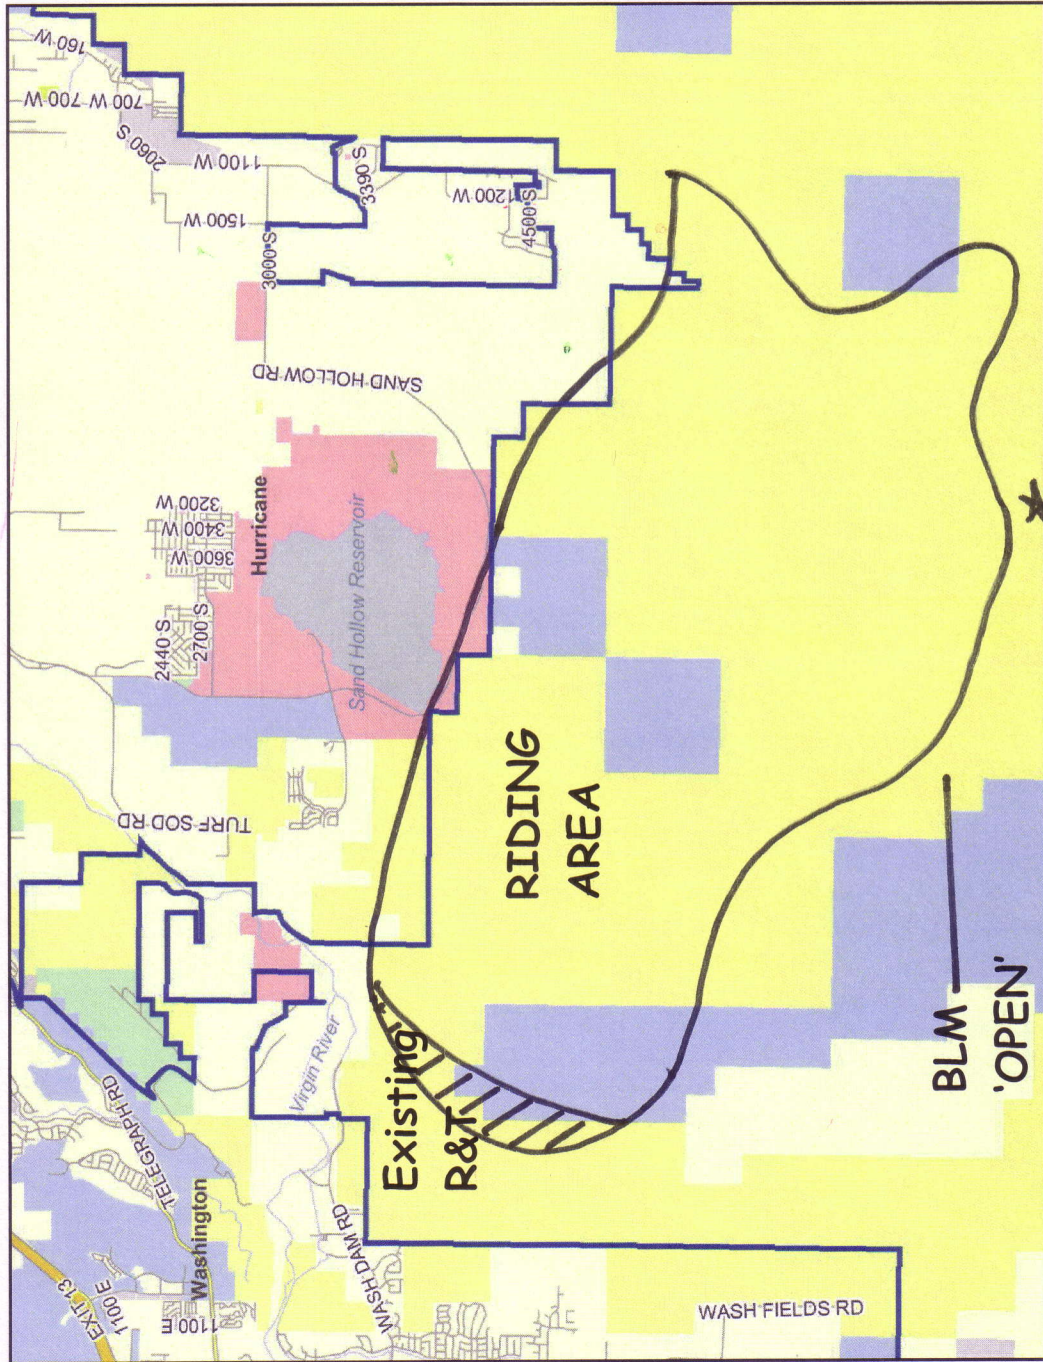 EXIT 13
1100 E
1100 E
Washington
TELEGRAPH RD
WASH DAM RD
Virgin River
WASH FIELDS RD
TURF SOD RD
2440 S
2700 S
3600 W
3400 W
3200 W
Hurricane
Sand Hollow Reservoir
SAND HOLLOW RD
3000 S
1500 W
1100 W
2060 S
700 W
700 W
160 W
3390 S
1200 W
4500 S
Existing
R&T
RIDING
AREA
BLM
'OPEN'